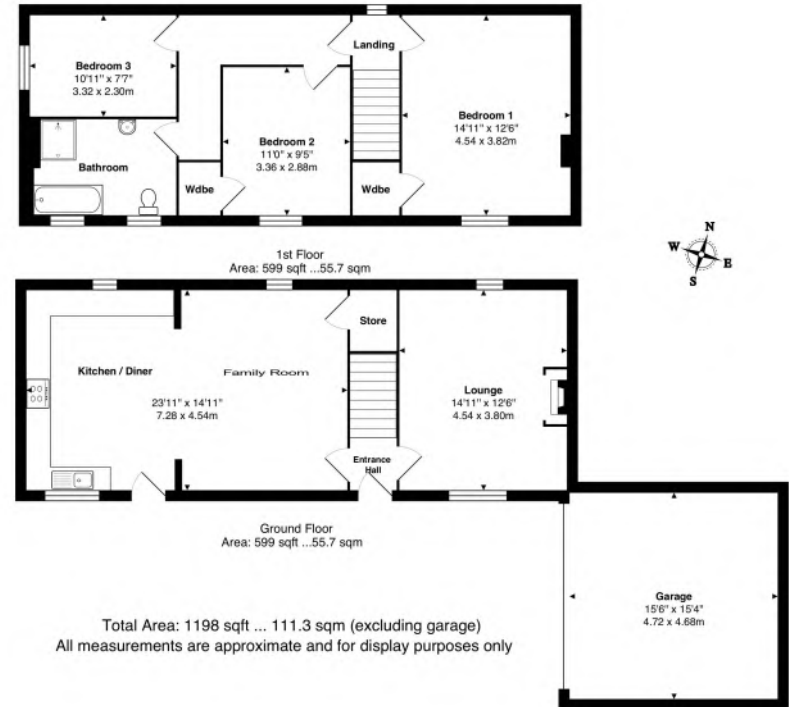 Landing
Bedroom 3
10'11" x 7'7"
3.32 x 2.30m
Bedroom 1
14'11" x 12'6"
4.54 x 3.82m
Bedroom 2
11'0" x 9'5"
3.36 x 2.88m
Bathroom
Wdbe
Wdbe
1st Floor
Area: 599 sqft ...55.7 sqm
N
W
E
S
Store
Kitchen / Diner
Family Room
23'11" x 14'11"
7.28 x 4.54m
Lounge
14'11" x 12'6"
4.54 x 3.80m
Entrance
Hall
Ground Floor
Area: 599 sqft ...55.7 sqm
Garage
15'6" x 15'4"
4.72 x 4.68m
Total Area: 1198 sqft ... 111.3 sqm (excluding garage)
All measurements are approximate and for display purposes only